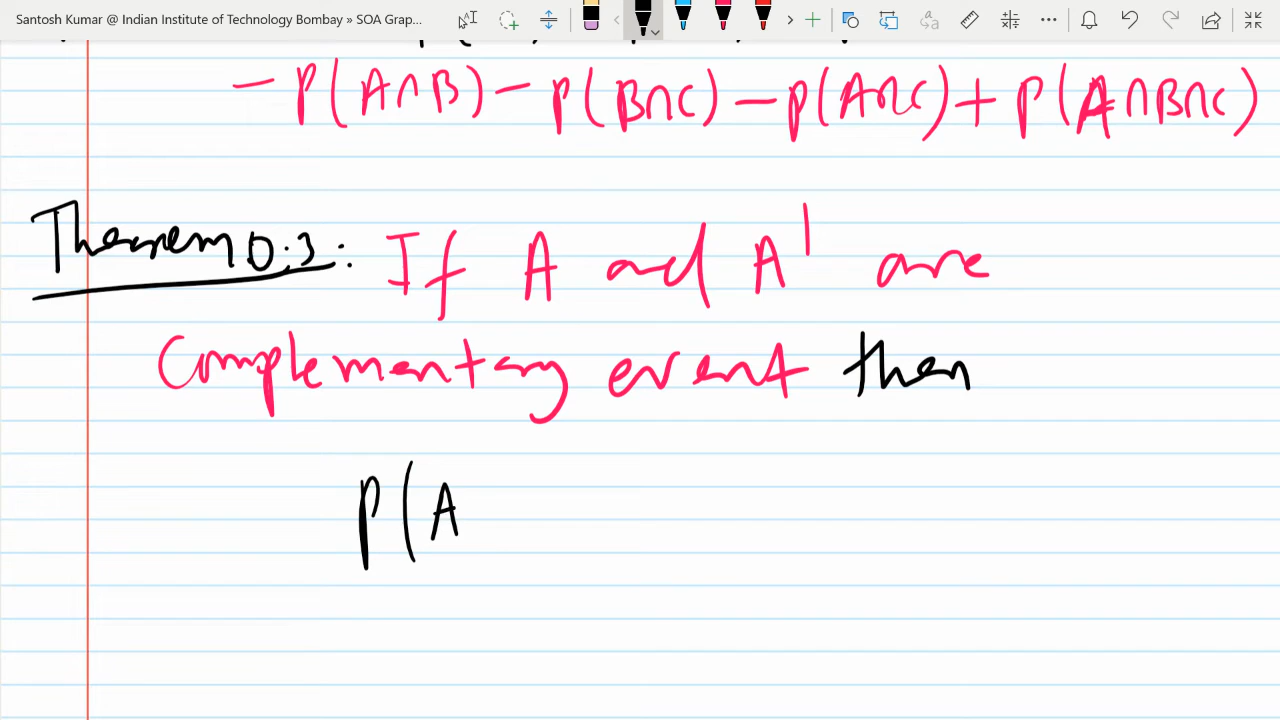 Santosh Kumar @ Indian Institute of Technology Bombay » SOA Grap...
- P(A∩B) - P(B∩C) - P(A∩C) + P(A∩B∩C)
Theorem 0.3: If A and A' are
Complementary event then
P(A